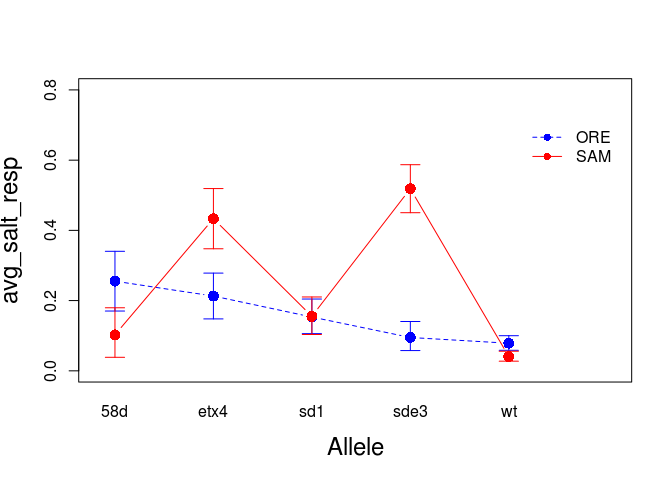 0.8
0.6
0.4
0.2
0.0
avg_salt_resp
ORE
SAM
58d etx4 sd1 sde3 wt
Allele